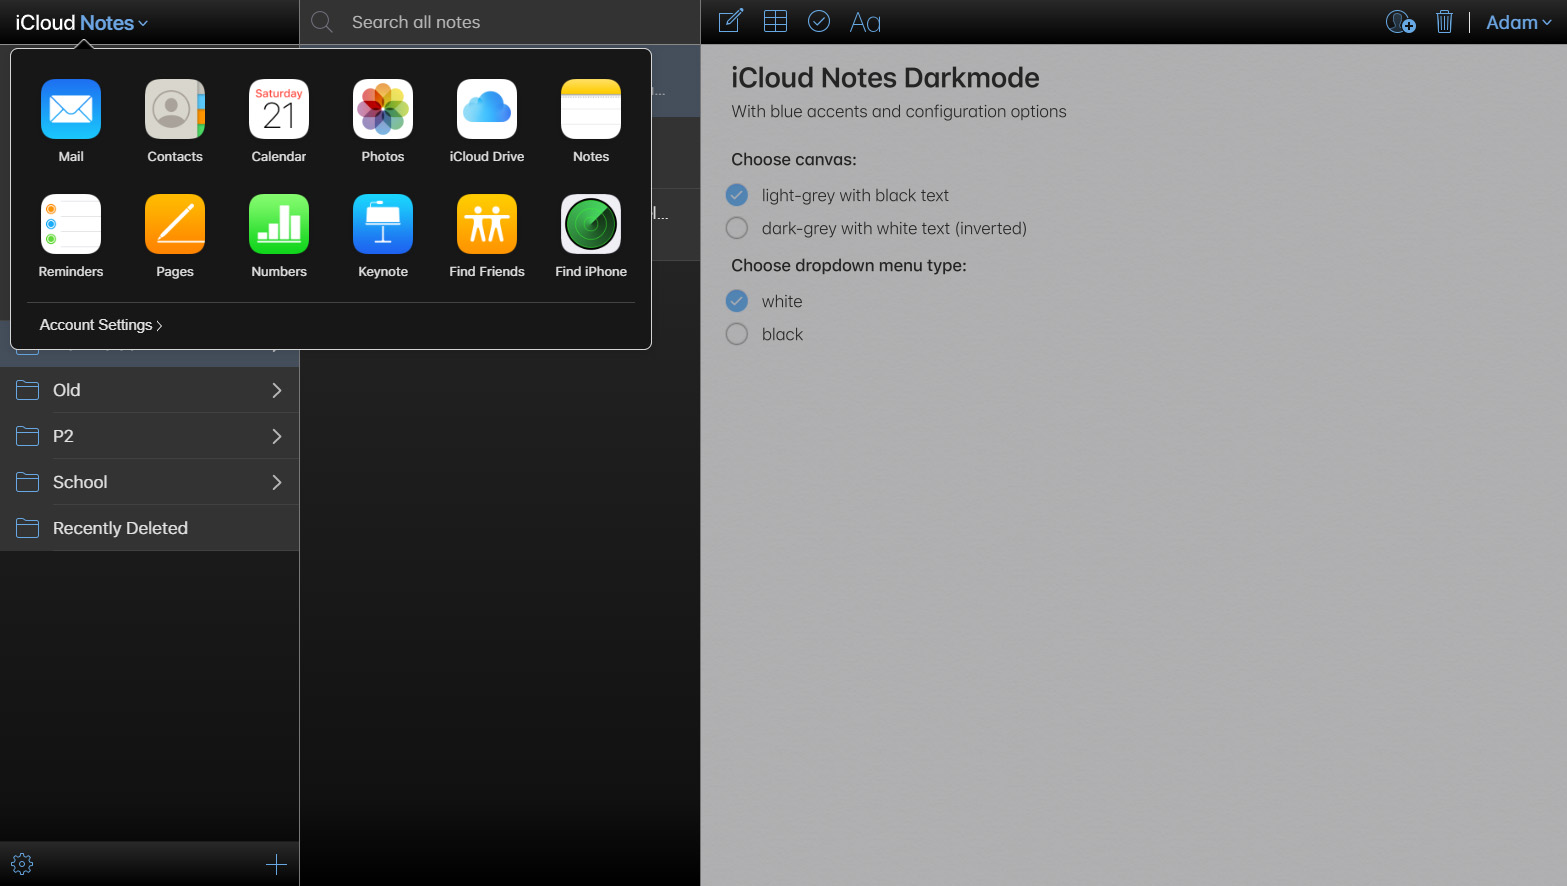 iCloud Notes
Search all notes
Aa
Adam
Saturday
21
Mail
Contacts
Calendar
Photos
iCloud Drive
Notes
Reminders
Pages
Numbers
Keynote
Find Friends
Find iPhone
Account Settings
Old
P2
School
Recently Deleted
iCloud Notes Darkmode
With blue accents and configuration options
Choose canvas:
light-grey with black text
dark-grey with white text (inverted)
Choose dropdown menu type:
white
black